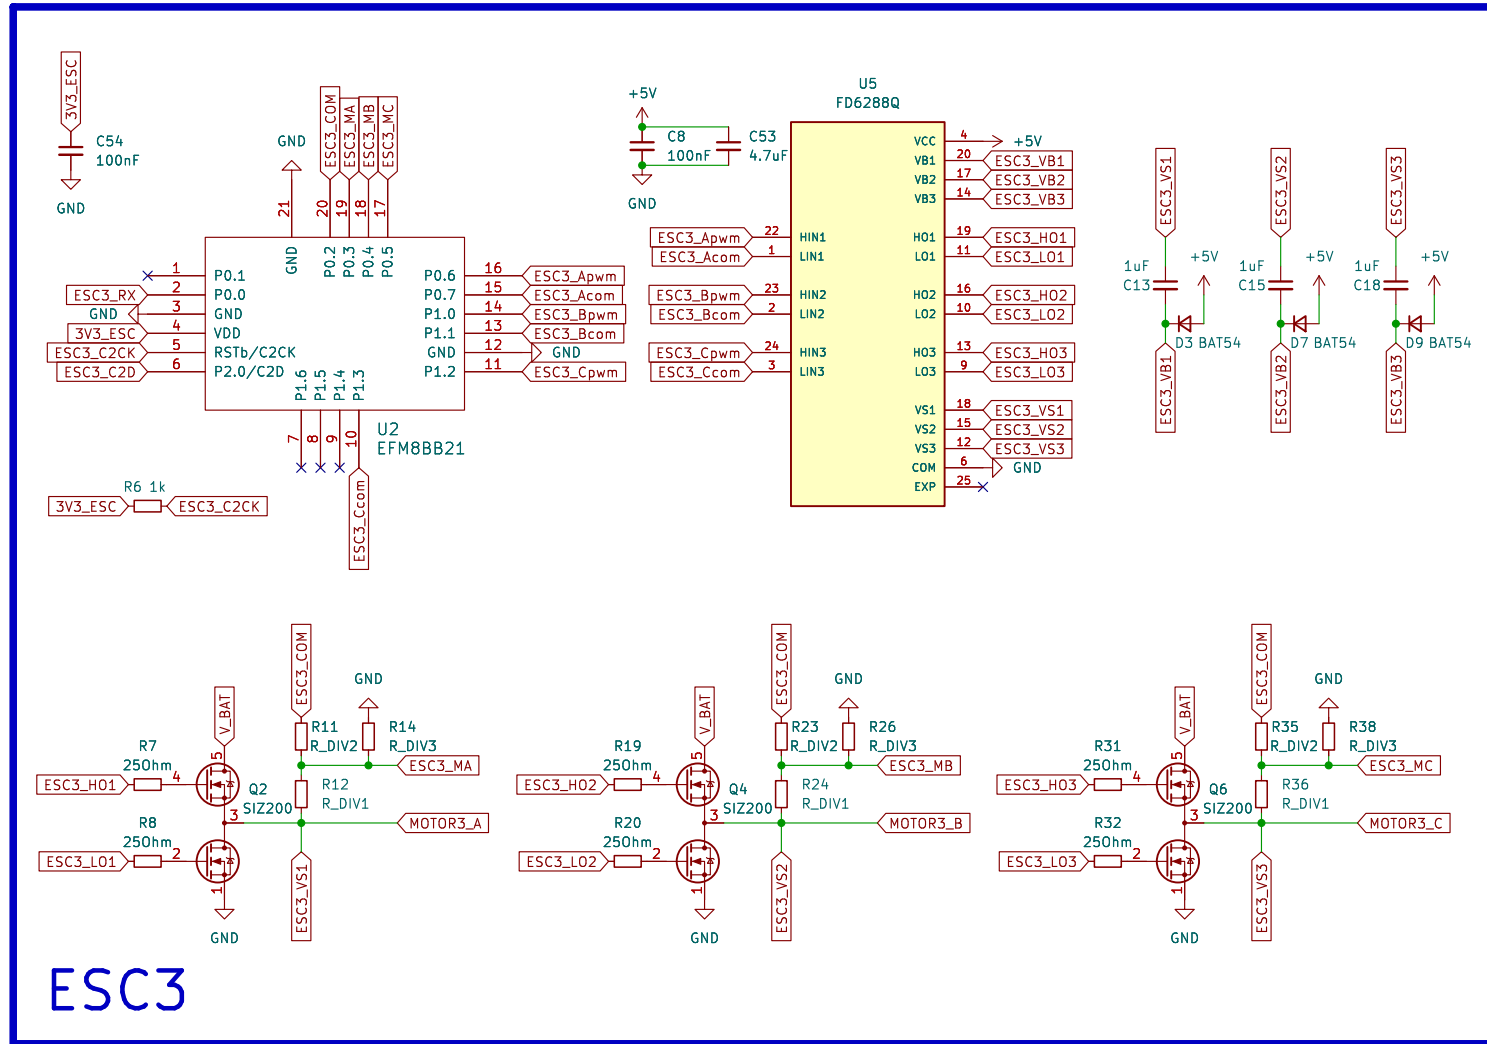 3V3_ESC
C54
100nF
GND
GND
ESC3_COM
ESC3_MA
ESC3_MB
ESC3_MC
21
20
19
18
17
GND
P0.2
P0.3
P0.4
P0.5
1 P0.1
ESC3_RX 2 P0.0
GND 3 GND
3V3_ESC 4 VDD
ESC3_C2CK 5 RSTb/C2CK
ESC3_C2D 6 P2.0/C2D
P0.6 16 ESC3_Apwm
P0.7 15 ESC3_Acom
P1.0 14 ESC3_Bpwm
P1.1 13 ESC3_Bcom
GND 12 GND
P1.2 11 ESC3_Cpwm
P1.6
P1.5
P1.4
P1.3
7
8
9
10
U2
EFM8BB21
ESC3_Ccom
R6 1k
3V3_ESC
ESC3_C2CK
+5V
C8
100nF
C53
4.7uF
GND
U5
FD6288Q
VCC 4 +5V
VB1 20 ESC3_VB1
VB2 17 ESC3_VB2
VB3 14 ESC3_VB3
ESC3_Apwm 22 HIN1
ESC3_Acom 1 LIN1
ESC3_Bpwm 23 HIN2
ESC3_Bcom 2 LIN2
ESC3_Cpwm 24 HIN3
ESC3_Ccom 3 LIN3
HO1 19 ESC3_HO1
LO1 11 ESC3_LO1
HO2 16 ESC3_HO2
LO2 10 ESC3_LO2
HO3 13 ESC3_HO3
LO3 9 ESC3_LO3
VS1 18 ESC3_VS1
VS2 15 ESC3_VS2
VS3 12 ESC3_VS3
COM 6 GND
EXP 25
ESC3_VS1
1uF
C13
+5V
D3 BAT54
ESC3_VB1
ESC3_VS2
1uF
C15
+5V
D7 BAT54
ESC3_VB2
ESC3_VS3
1uF
C18
+5V
D9 BAT54
ESC3_VB3
V_BAT
ESC3_COM
GND
R11
R_DIV2
R14
R_DIV3
ESC3_MA
R7
25Ohm
ESC3_HO1
4
5
Q2
SIZ200
R12
R_DIV1
3
MOTOR3_A
R8
25Ohm
ESC3_LO1
2
1
GND
ESC3_VS1
V_BAT
ESC3_COM
GND
R23
R_DIV2
R26
R_DIV3
ESC3_MB
R19
25Ohm
ESC3_HO2
4
5
Q4
SIZ200
R24
R_DIV1
3
MOTOR3_B
R20
25Ohm
ESC3_LO2
2
1
GND
ESC3_VS2
V_BAT
ESC3_COM
GND
R35
R_DIV2
R38
R_DIV3
ESC3_MC
R31
25Ohm
ESC3_HO3
4
5
Q6
SIZ200
R36
R_DIV1
3
MOTOR3_C
R32
25Ohm
ESC3_LO3
2
1
GND
ESC3_VS3
ESC3